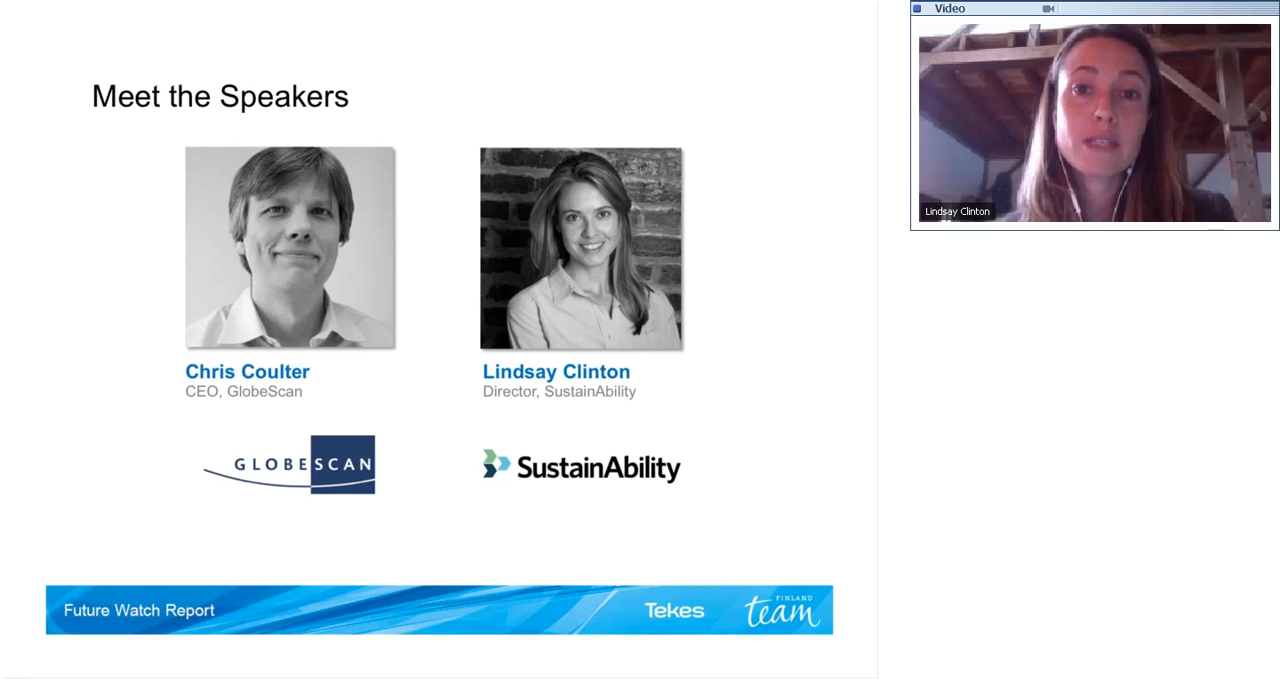 Meet the Speakers
Chris Coulter
CEO, GlobeScan
Lindsay Clinton
Director, SustainAbility
GLOBESCAN
SustainAbility
Future Watch Report
Tekes
FINLAND
team
Video
Lindsay Clinton